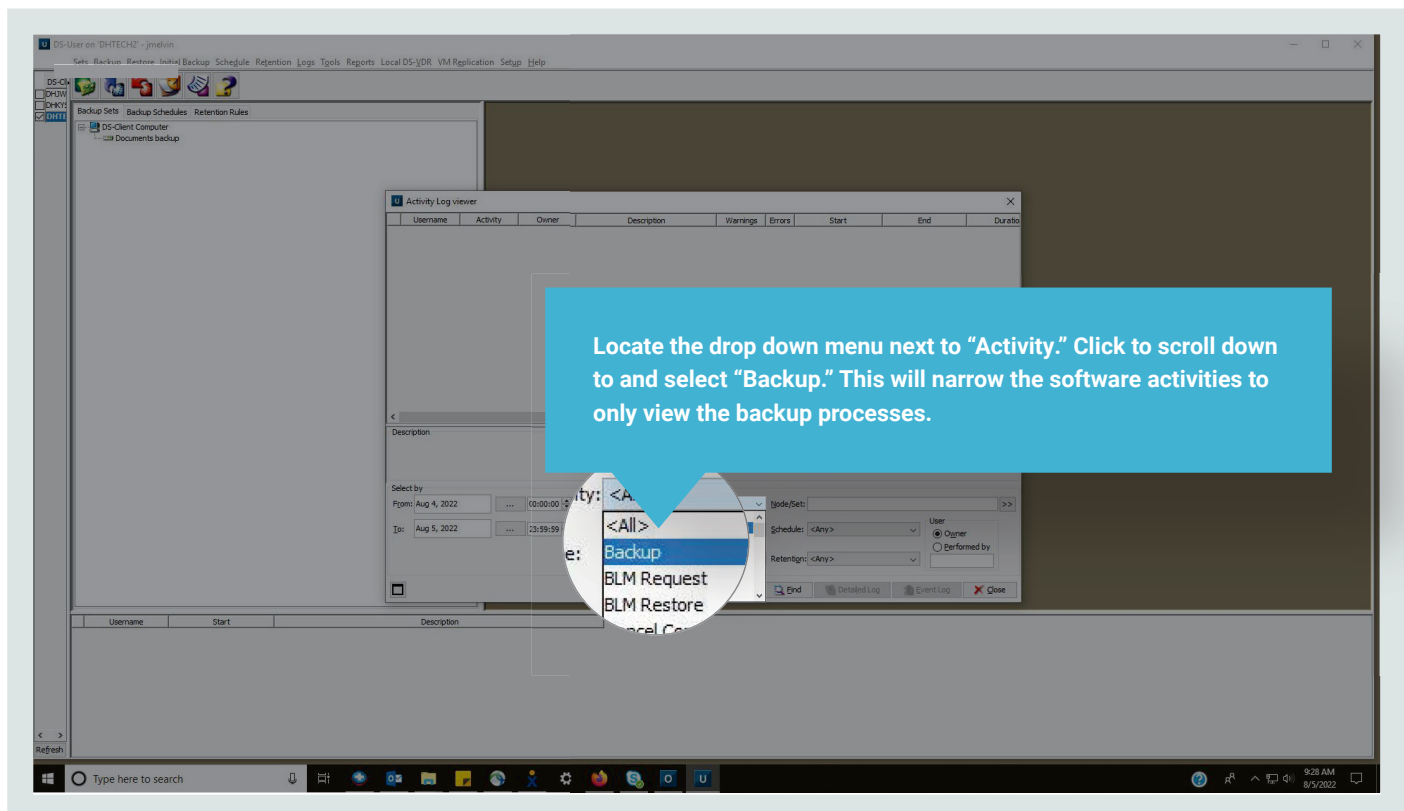 DS-User on 'DHTECH2' - jmelvin
Sets Backup Restore Initial Backup Schedule Retention Logs Tools Reports Local DS-VDR VM Replication Setup Help
DS-Cli
DHJW
DHKYS
DHTE
Backup Sets Backup Schedules Retention Rules
DS-Client Computer
Documents backup
Activity Log viewer
Username Activity Owner Description Warnings Errors Start End Duratio
Locate the drop down menu next to “Activity.” Click to scroll down
to and select “Backup.” This will narrow the software activities to
only view the backup processes.
Description
Select by
From: Aug 4, 2022 ... 00:00:00
ity: <A
Node/Set: >>
To: Aug 5, 2022 ... 23:59:59
<All>
Schedule: <Any>
User
Owner
Performed by
e: Backup
Retention: <Any>
BLM Request
BLM Restore
Find Detailed Log Event Log Close
Username Start Description
< >
Refresh
Type here to search
9:28 AM
8/5/2022